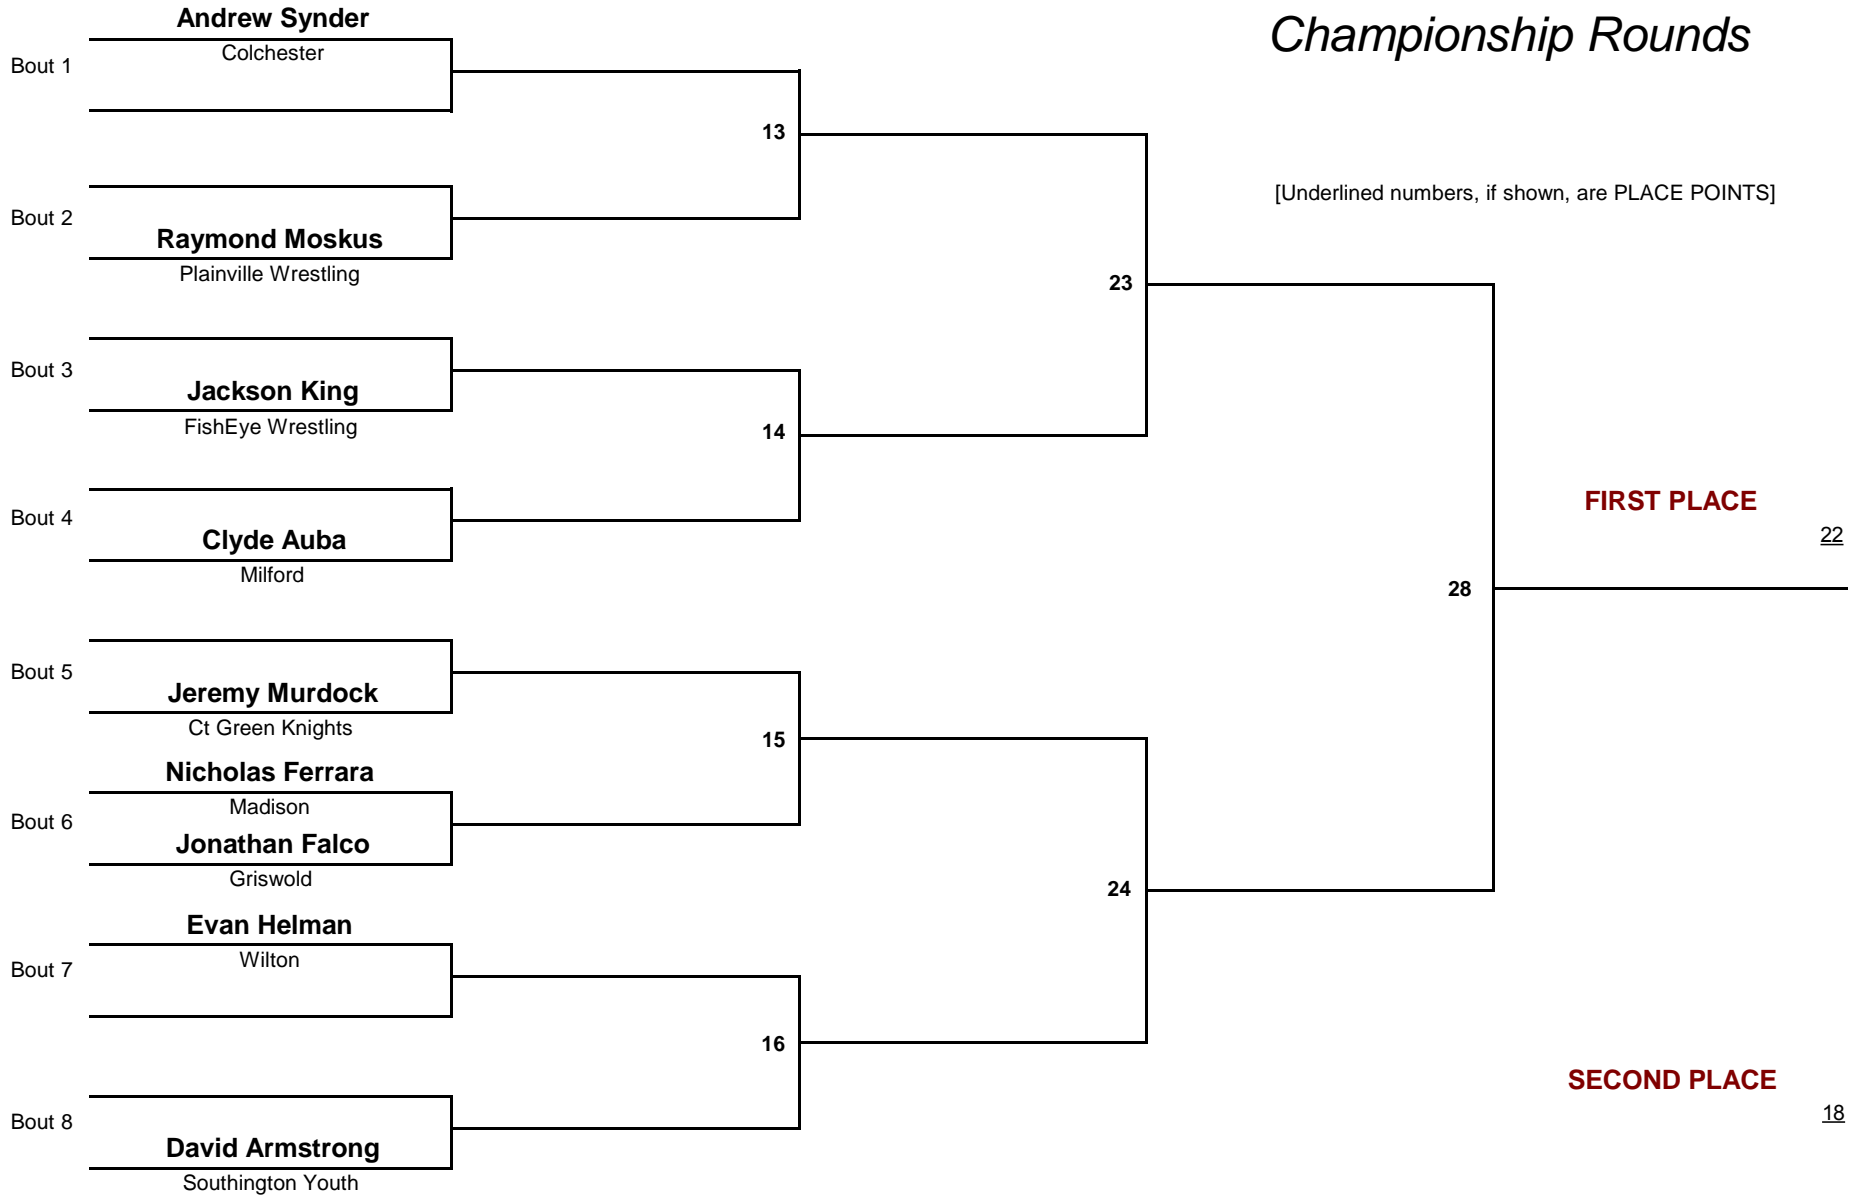 Andrew Synder
Championship Rounds
Colchester
Bout 1
13
[Underlined numbers, if shown, are PLACE POINTS]
Bout 2
Raymond Moskus
Plainville Wrestling
23
Bout 3
Jackson King
FishEye Wrestling
14
FIRST PLACE
Bout 4
22
Clyde Auba
Milford
28
Bout 5
Jeremy Murdock
Ct Green Knights
15
Nicholas Ferrara
Madison
Bout 6
Jonathan Falco
Griswold
24
Evan Helman
Wilton
Bout 7
16
SECOND PLACE
18
Bout 8
David Armstrong
Southington Youth